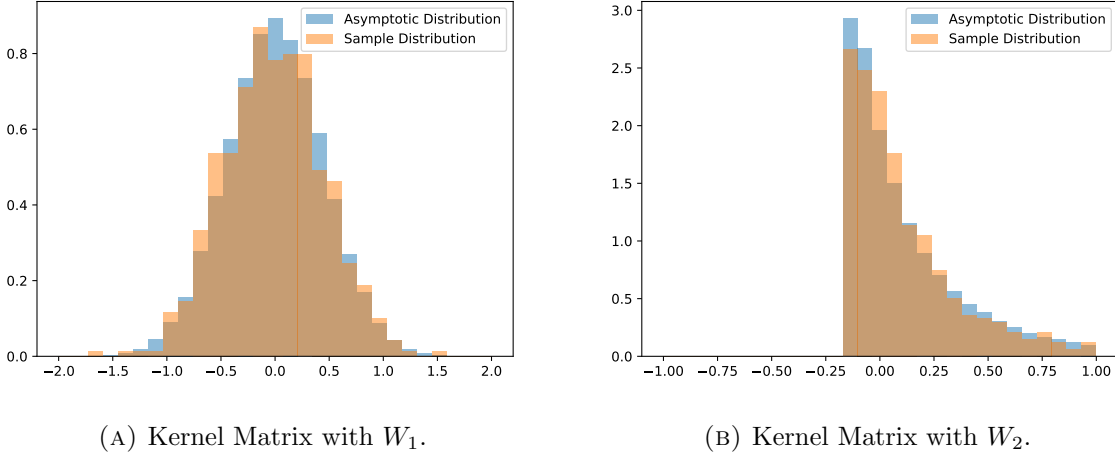 Asymptotic Distribution
Sample Distribution
0.8
0.6
0.4
0.2
0.0
−2.0 −1.5 −1.0 −0.5 0.0 0.5 1.0 1.5 2.0
(A) Kernel Matrix with W1.
Asymptotic Distribution
Sample Distribution
3.0
2.5
2.0
1.5
1.0
0.5
0.0
−1.00 −0.75 −0.50 −0.25 0.00 0.25 0.50 0.75 1.00
(B) Kernel Matrix with W2.